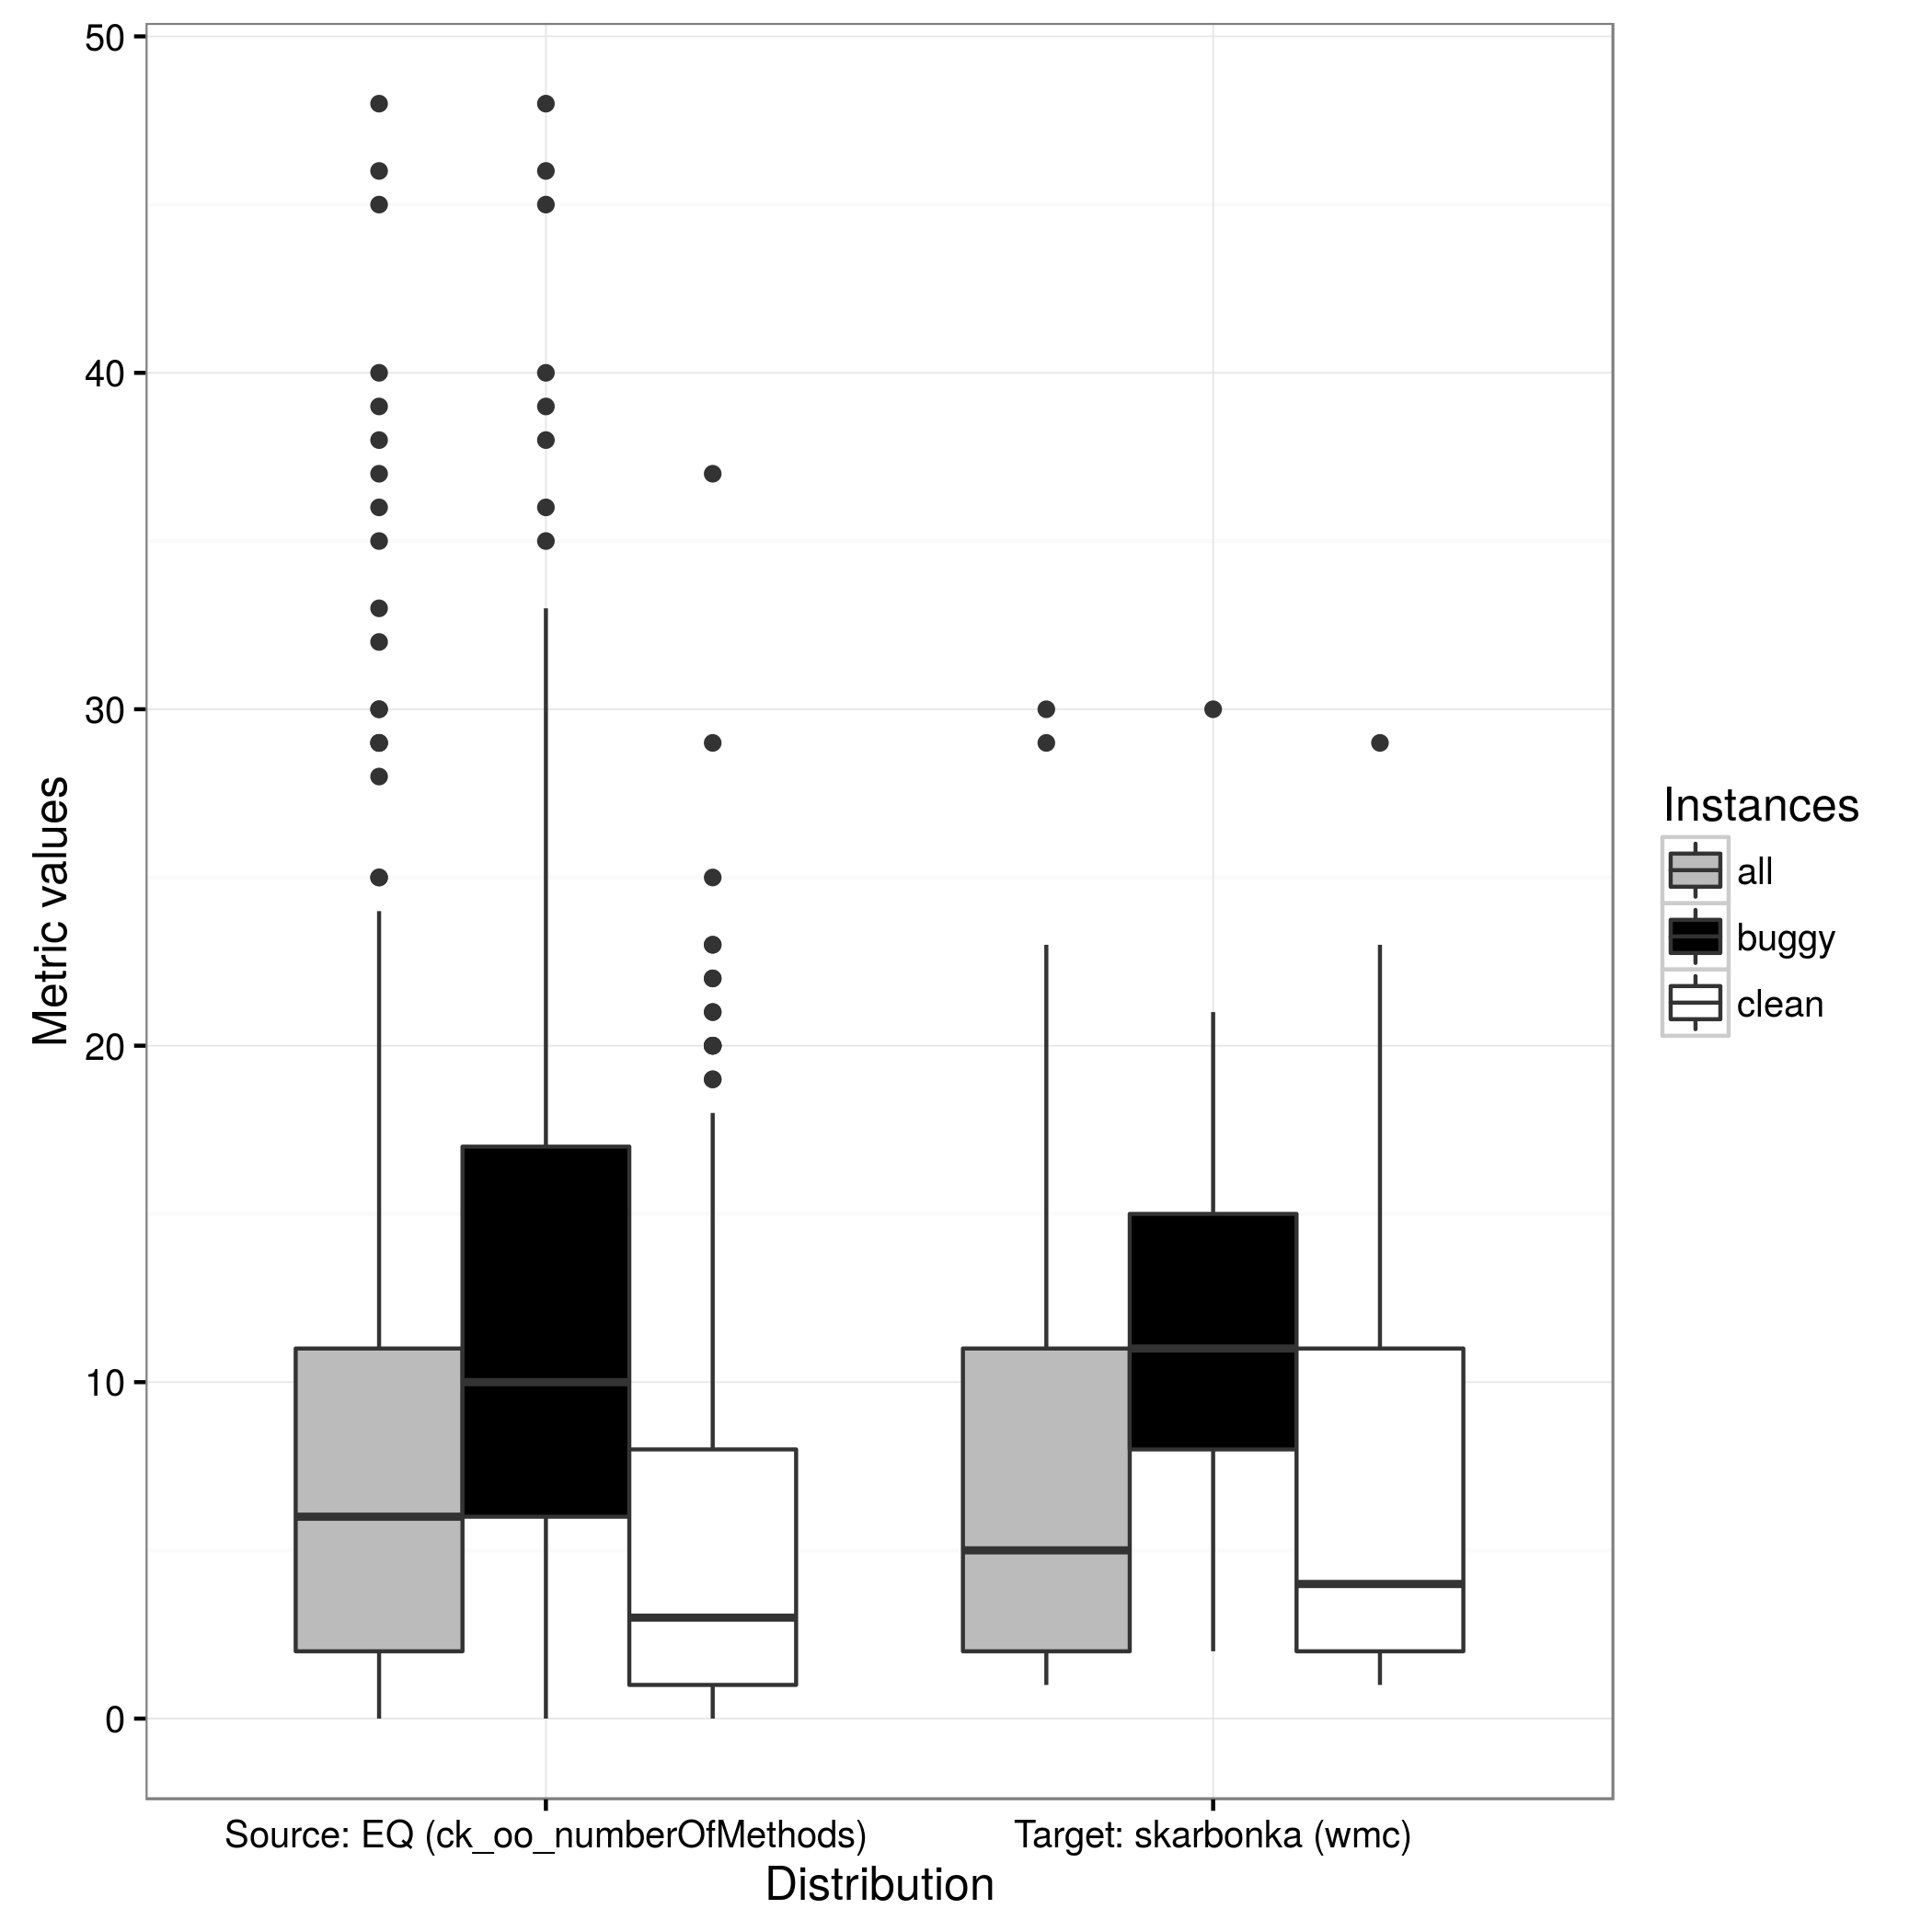 50
40
30
20
10
0
Metric values
Source: EQ (ck_oo_numberOfMethods)
Target: skarbonka (wmc)
Distribution
Instances
all
buggy
clean